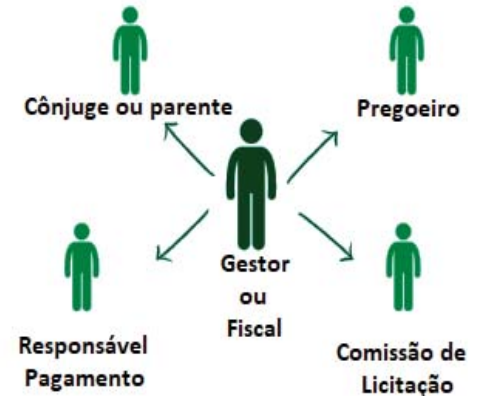 Cônjuge ou parente
Pregoeiro
Gestor
ou
Fiscal
Responsável
Pagamento
Comissão de
Licitação